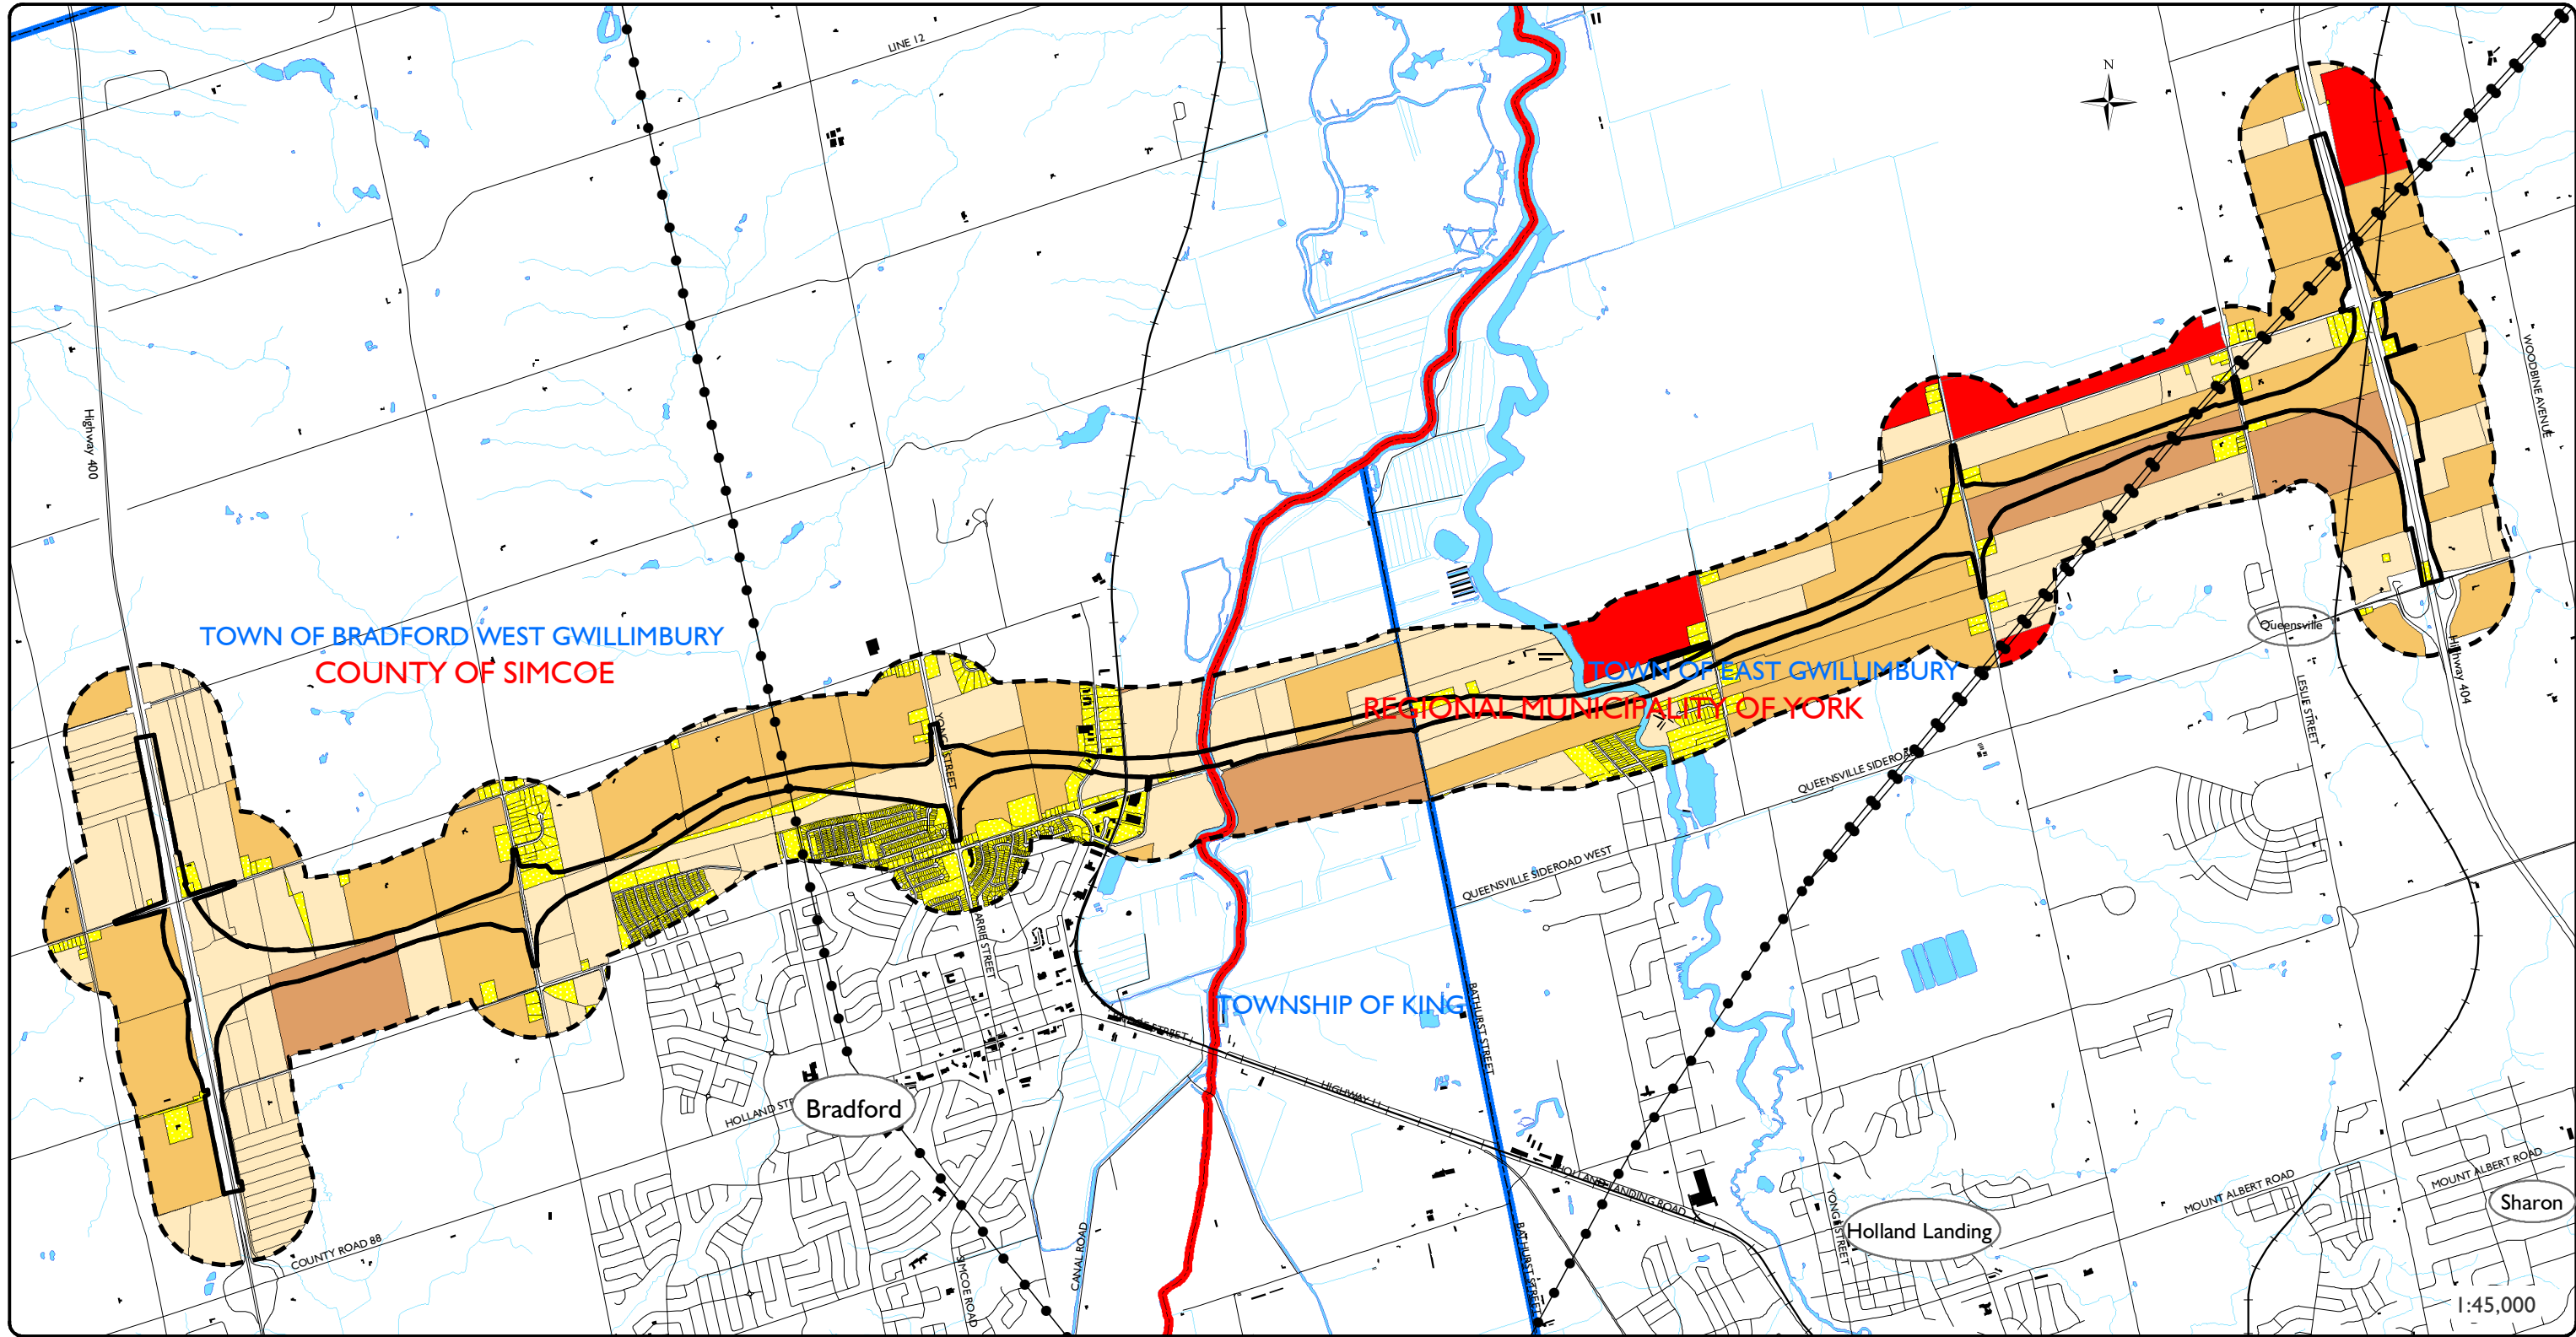 LINE 12
N
Highway 400
WOODBINE AVENUE
TOWN OF BRADFORD WEST GWILLIMBURY
COUNTY OF SIMCOE
Queensville
TOWN OF EAST GWILLIMBURY
REGIONAL MUNICIPALITY OF YORK
Highway 404
LESLIE STREET
YONGE STREET
QUEENSVILLE SIDEROAD
QUEENSVILLE SIDEROAD WEST
BARRIE STREET
TOWNSHIP OF KING
BATHURST STREET
HIGHWAY 11
HOLLAND STR
Bradford
HOLLAND LANDING ROAD
MOUNT ALBERT ROAD
MOUNT ALBERT ROAD
Sharon
YONGE STREET
Holland Landing
COUNTY ROAD 88
SIMCOE ROAD
CANAL ROAD
BATHURST STREET
1:45,000